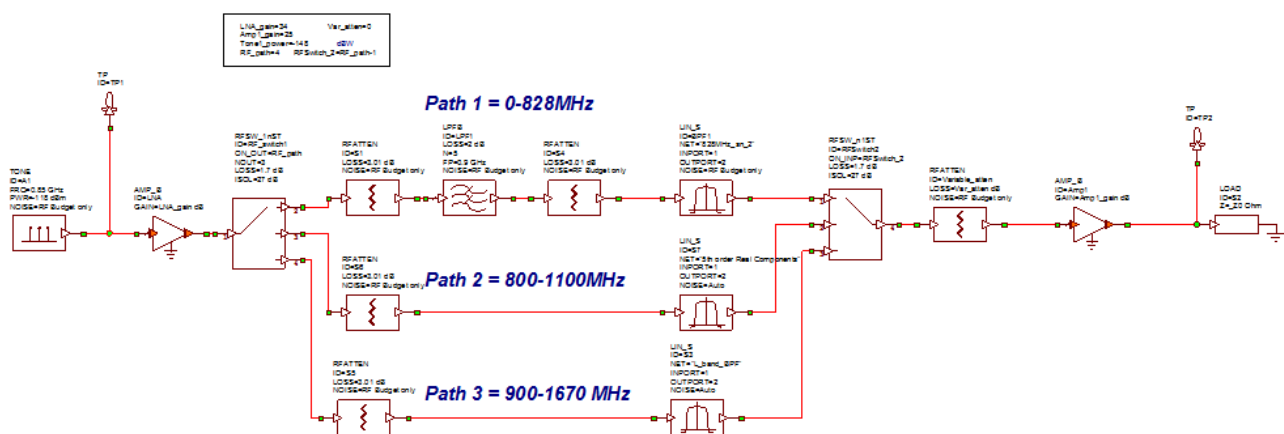 LNA_gain=34 Var_atten=0
Amp1_gain=25
Tone1_power=-148 dBW
RF_path=4 RFSwitch_2=RF_path-1
TP
ID=TP1
Path 1 = 0-828MHz
TP
ID=TP2
RFSW_1nST
ID=RF_switch1
ON_OUT=RF_path
NOUT=3
LOSS=1.7 dB
ISOL=27 dB
RFATTEN
ID=S1
LOSS=3.01 dB
NOISE=RF Budget only
LPFB
ID=LPF1
LOSS=2 dB
N=5
NOISE=RF Budget only
RFATTEN
ID=S4
LOSS=3.01 dB
NOISE=RF Budget only
LIN_S
ID=BPF1
INPORT=1
OUTPORT=2
NOISE=RF Budget only
RFSW_n1ST
ID=RFSwitch2
ON_INP=RFSwitch_2
LOSS=1.7 dB
ISOL=27 dB
TONE
ID=A1
FRQ=0.85 GHz
PWR=-118 dBm
NOISE=RF Budget only
AMP_B
ID=LNA
GAIN=LNA_gain dB
RFATTEN
ID=Variable_atten
LOSS=Var_atten dB
NOISE=RF Budget only
AMP_B
ID=Amp1
GAIN=Amp1_gain dB
LOAD
ID=S2
Z=_Z0 Ohm
2
3
4
RFATTEN
ID=S6
LOSS=3.01 dB
NOISE=RF Budget only
Path 2 = 800-1100MHz
LIN_S
ID=S7
NET="5th order Real Components"
INPORT=1
OUTPORT=2
NOISE=Auto
RFATTEN
ID=S5
LOSS=3.01 dB
NOISE=RF Budget only
Path 3 = 900-1670 MHz
LIN_S
ID=S3
NET="L_band_BPF"
INPORT=1
OUTPORT=2
NOISE=Auto